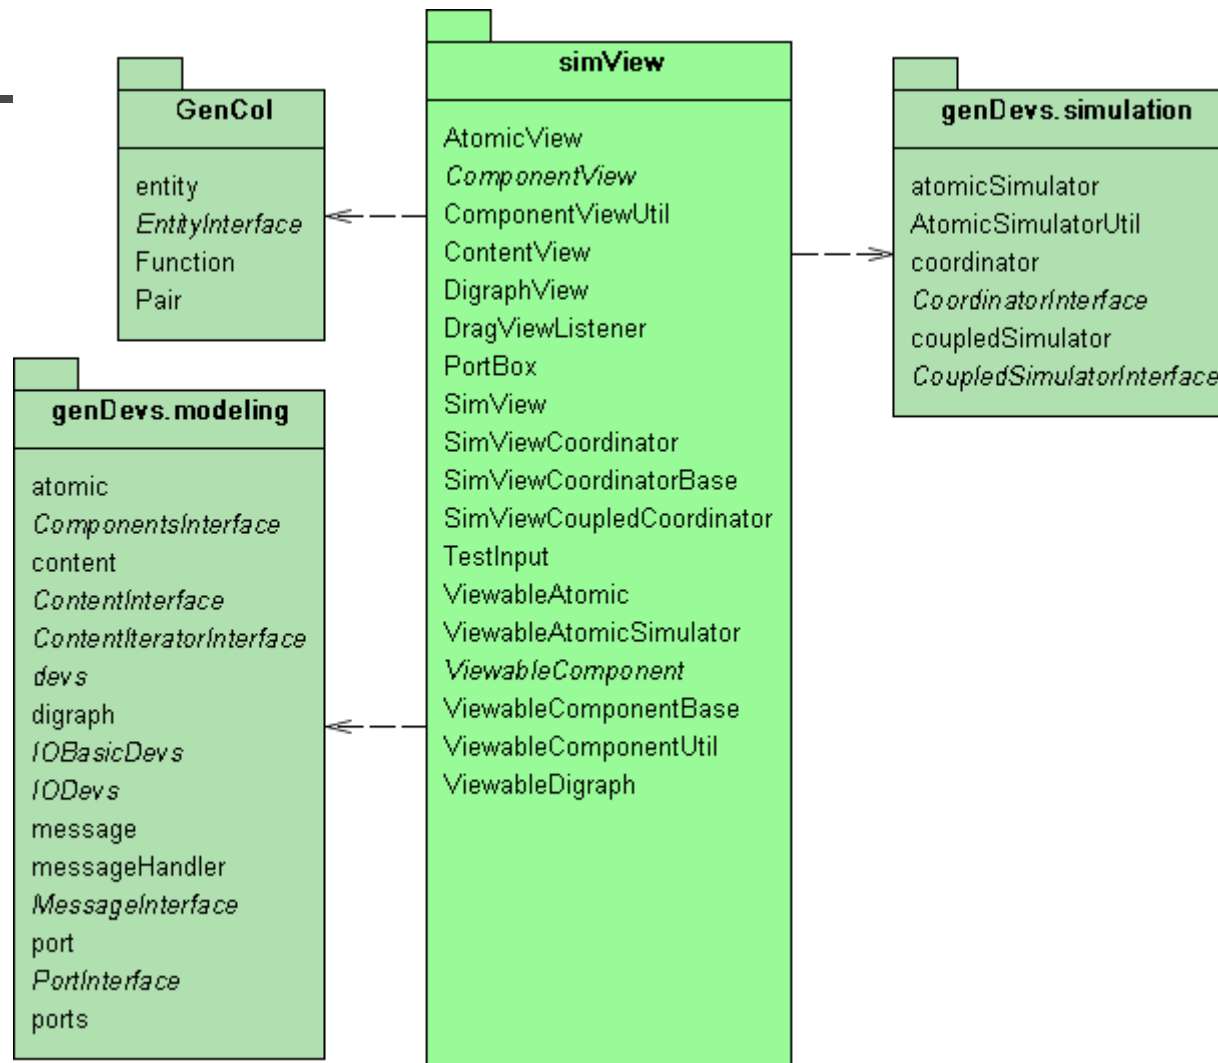 GenCol
entity
EntityInterface
Function
Pair
genDevs.modeling
atomic
ComponentsInterface
content
ContentInterface
ContentIteratorInterface
devs
digraph
IOBasicDevs
IODevs
message
messageHandler
MessageInterface
port
PortInterface
ports
simView
AtomicView
ComponentView
ComponentViewUtil
ContentView
DigraphView
DragViewListener
PortBox
SimView
SimViewCoordinator
SimViewCoordinatorBase
SimViewCoupledCoordinator
TestInput
ViewableAtomic
ViewableAtomicSimulator
ViewableComponent
ViewableComponentBase
ViewableComponentUtil
ViewableDigraph
genDevs.simulation
atomicSimulator
AtomicSimulatorUtil
coordinator
CoordinatorInterface
coupledSimulator
CoupledSimulatorInterface